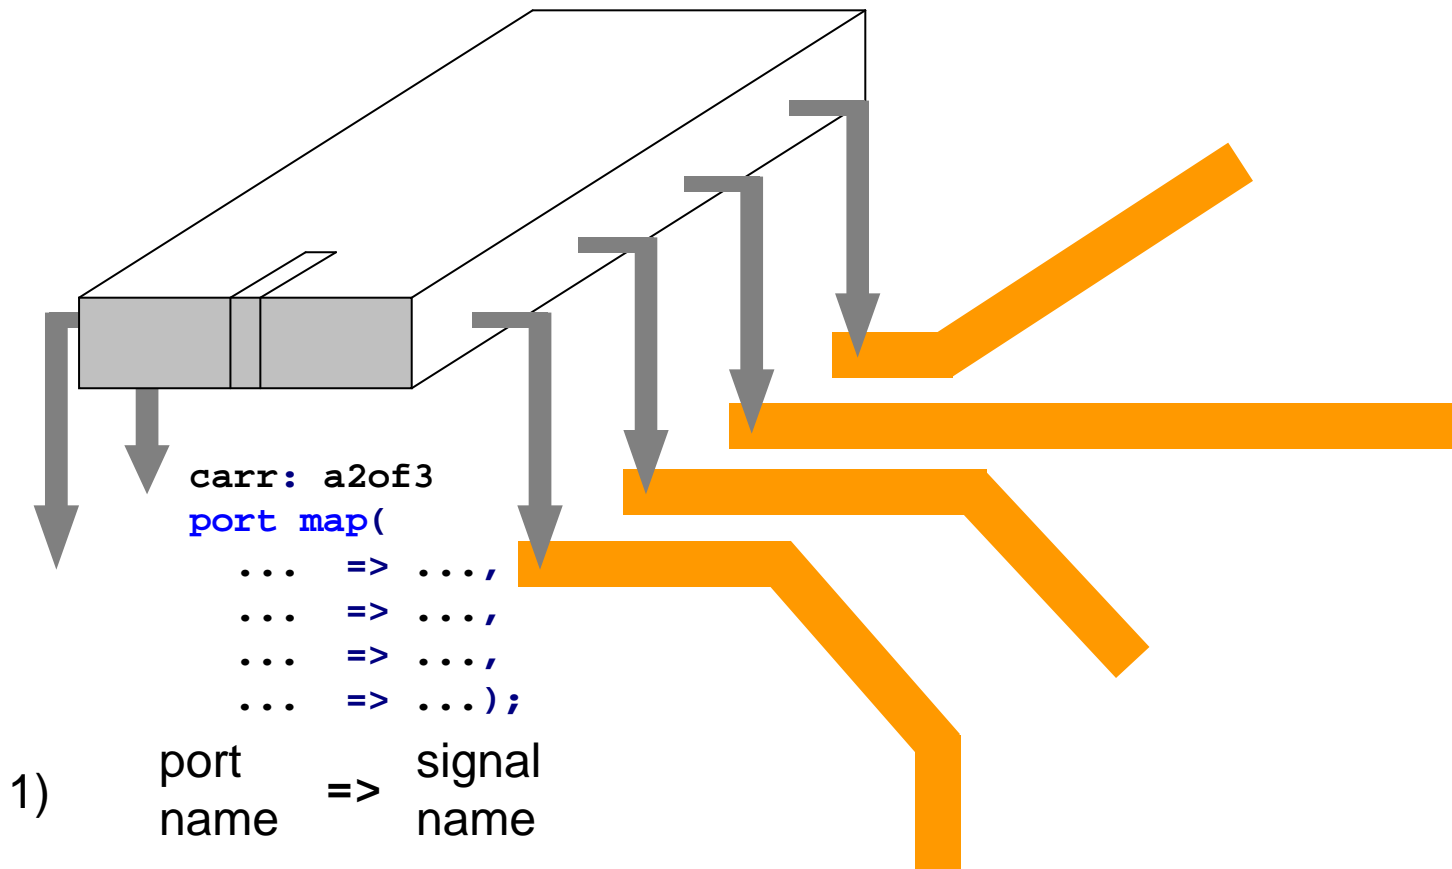 carr: a2of3
port map(
... => ...,
... => ...,
... => ...,
... => ...);
1) port name => signal name